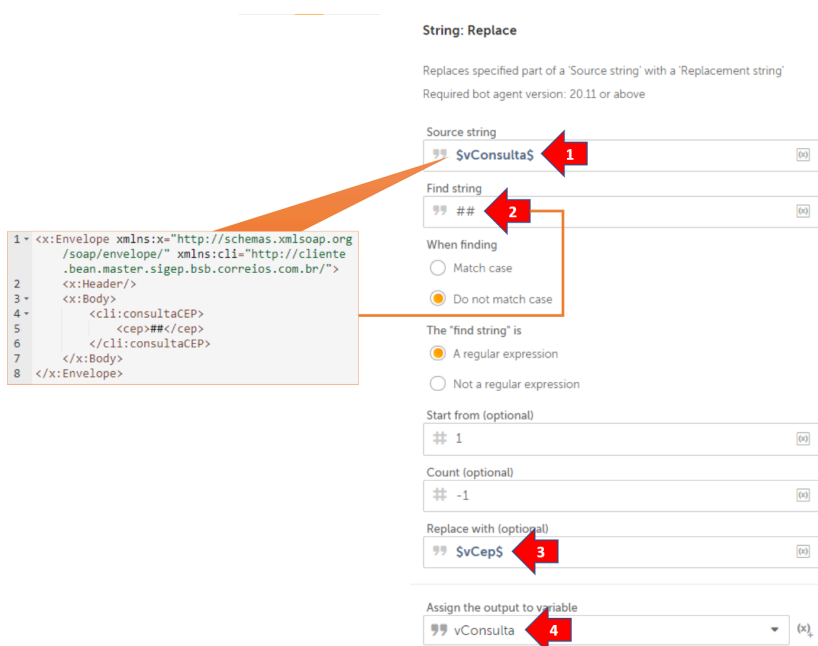 String: Replace
Replaces specified part of a 'Source string' with a 'Replacement string'
Required bot agent version: 20.11 or above
Source string
$vConsulta$
1
(x)
Find string
##
2
(x)
When finding
Match case
Do not match case
The "find string" is
A regular expression
Not a regular expression
Start from (optional)
# 1
(x)
Count (optional)
# -1
(x)
Replace with (optional)
$vCep$
3
(x)
Assign the output to variable
vConsulta
4
(x)+
1 <x:Envelope xmlns:x="http://schemas.xmlsoap.org
/soap/envelope/" xmlns:cli="http://cliente
.bean.master.sigep.bsb.correios.com.br/">
2 <x:Header/>
3 <x:Body>
4 <cli:consultaCEP>
5 <cep>##</cep>
6 </cli:consultaCEP>
7 </x:Body>
8 </x:Envelope>